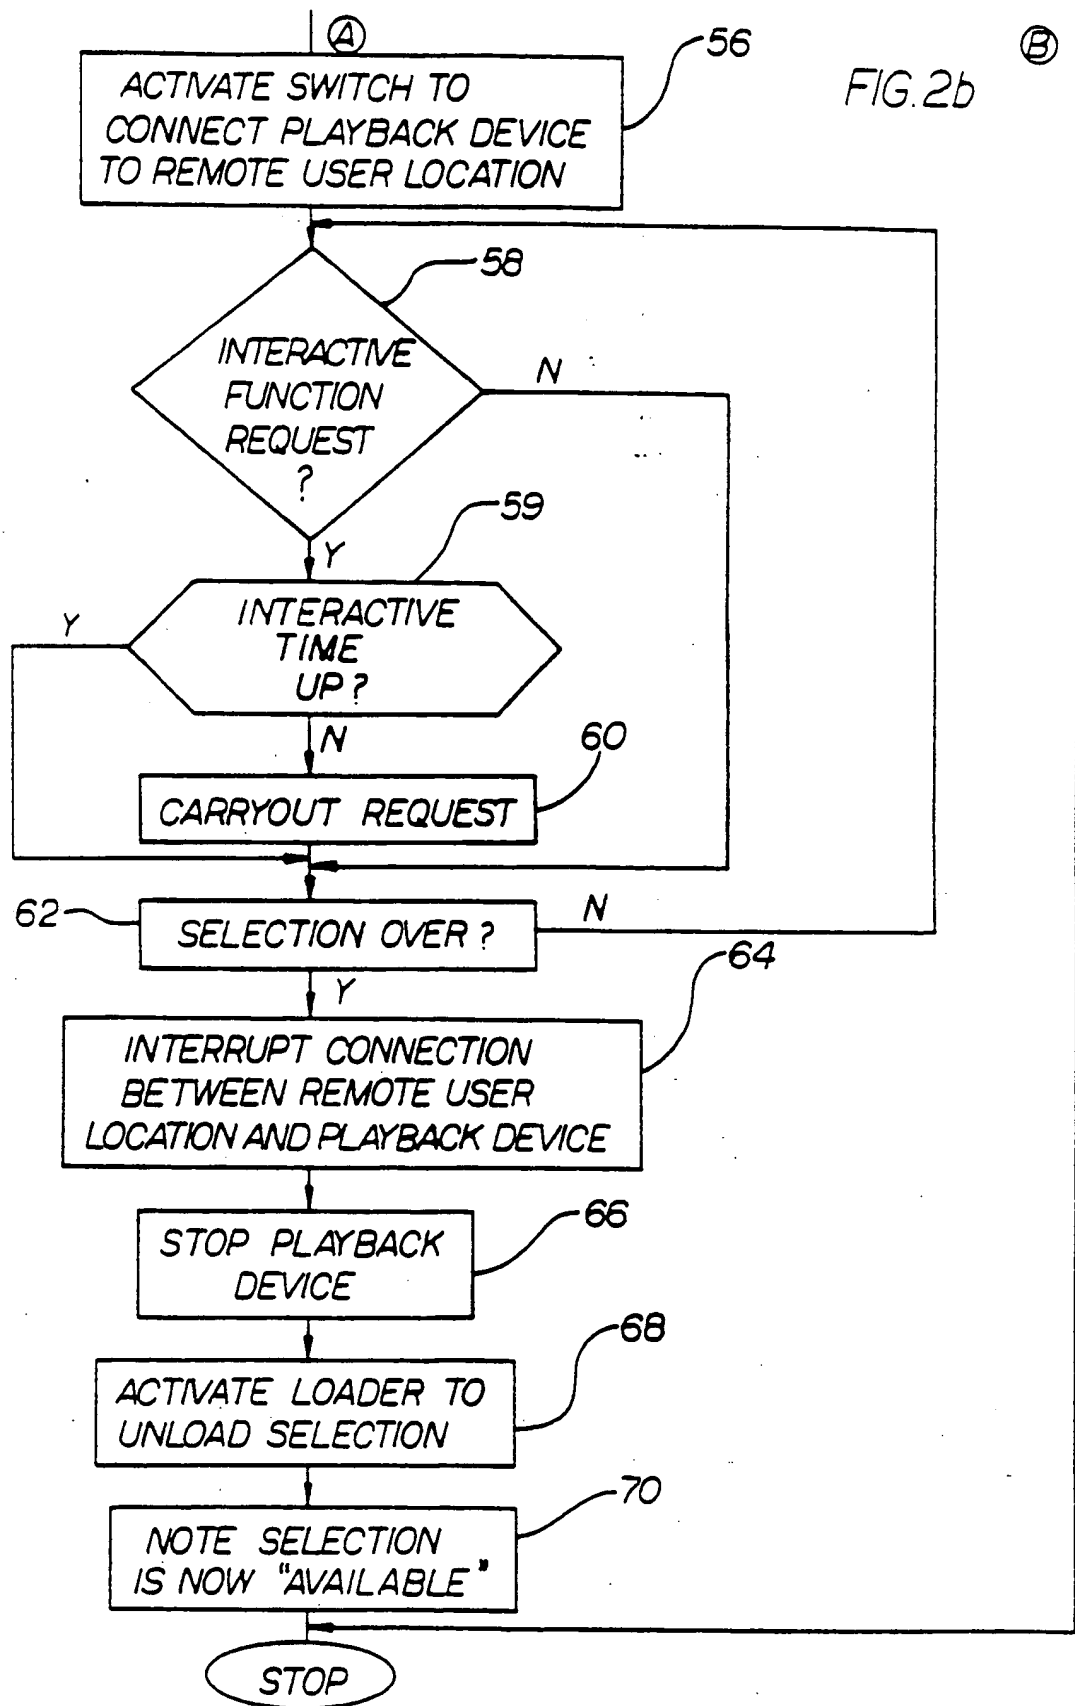 A
56
B
FIG.2b
ACTIVATE SWITCH TO
CONNECT PLAYBACK DEVICE
TO REMOTE USER LOCATION
58
INTERACTIVE
FUNCTION
REQUEST
?
N
59
Y
INTERACTIVE
TIME
UP?
Y
N
60
CARRYOUT REQUEST
62
SELECTION OVER?
N
64
Y
INTERRUPT CONNECTION
BETWEEN REMOTE USER
LOCATION AND PLAYBACK DEVICE
66
STOP PLAYBACK
DEVICE
68
ACTIVATE LOADER TO
UNLOAD SELECTION
70
NOTE SELECTION
IS NOW "AVAILABLE"
STOP